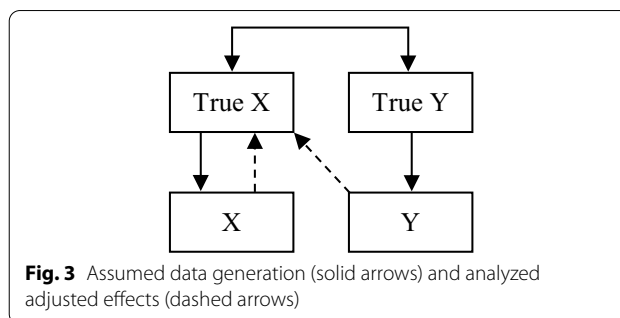 True X True Y
X Y
Fig. 3 Assumed data generation (solid arrows) and analyzed
adjusted effects (dashed arrows)